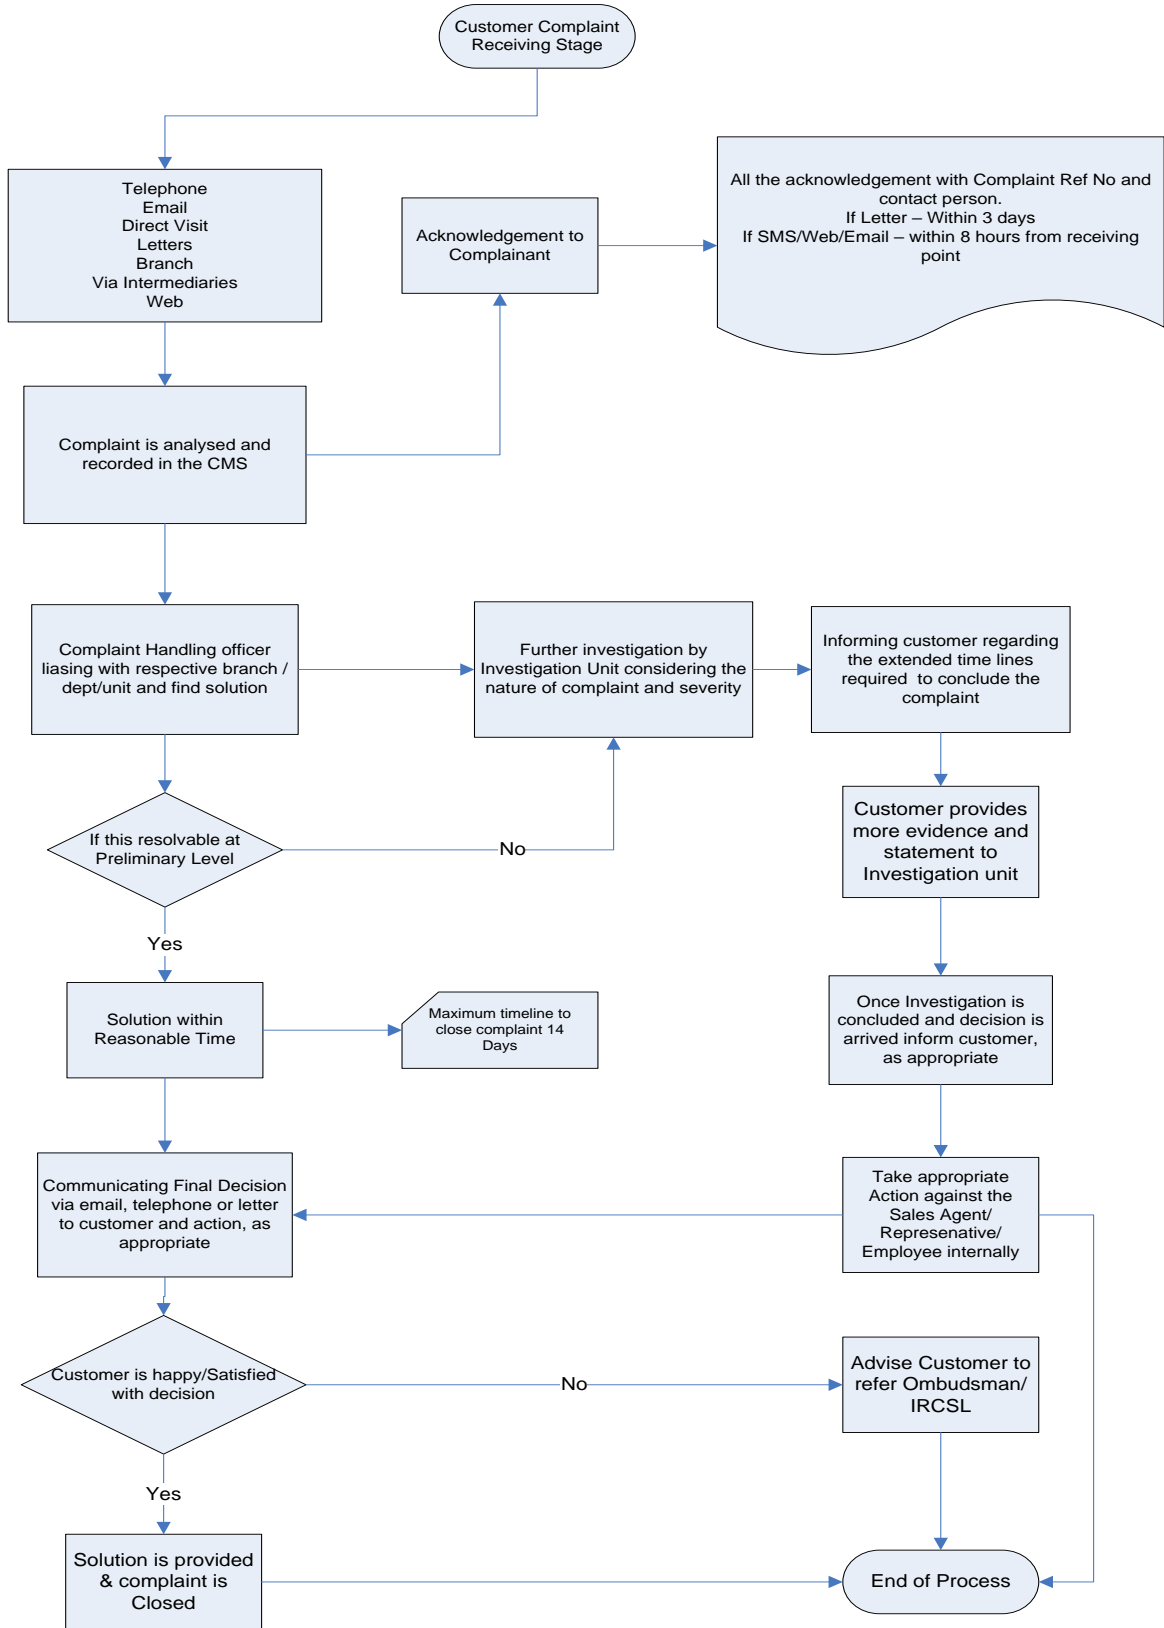 Customer Complaint
Receiving Stage
Telephone
Email
Direct Visit
Letters
Branch
Via Intermediaries
Web
Acknowledgement to
Complainant
All the acknowledgement with Complaint Ref No and
contact person.
If Letter – Within 3 days
If SMS/Web/Email – within 8 hours from receiving
point
Complaint is analysed and
recorded in the CMS
Complaint Handling officer
liasing with respective branch /
dept/unit and find solution
Further investigation by
Investigation Unit considering the
nature of complaint and severity
Informing customer regarding
the extended time lines
required to conclude the
complaint
If this resolvable at
Preliminary Level
No
Customer provides
more evidence and
statement to
Investigation unit
Yes
Solution within
Reasonable Time
Maximum timeline to
close complaint 14
Days
Once Investigation is
concluded and decision is
arrived inform customer,
as appropriate
Communicating Final Decision
via email, telephone or letter
to customer and action, as
appropriate
Take appropriate
Action against the
Sales Agent/
Represenative/
Employee internally
Customer is happy/Satisfied
with decision
No
Advise Customer to
refer Ombudsman/
IRCSL
Yes
Solution is provided
& complaint is
Closed
End of Process